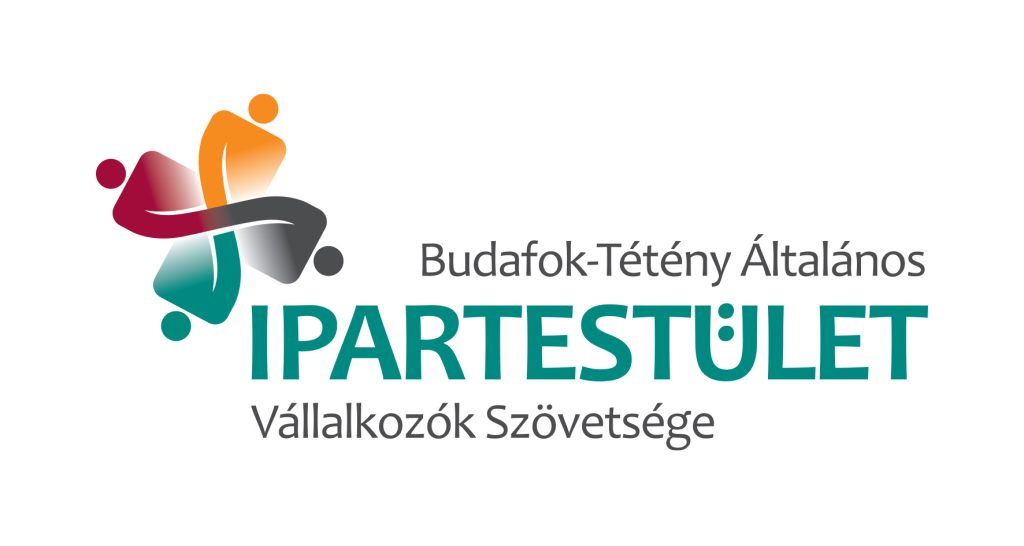 Budafok-Tétény Általános
IPARTESTÜLET
Vállalkozók Szövetsége